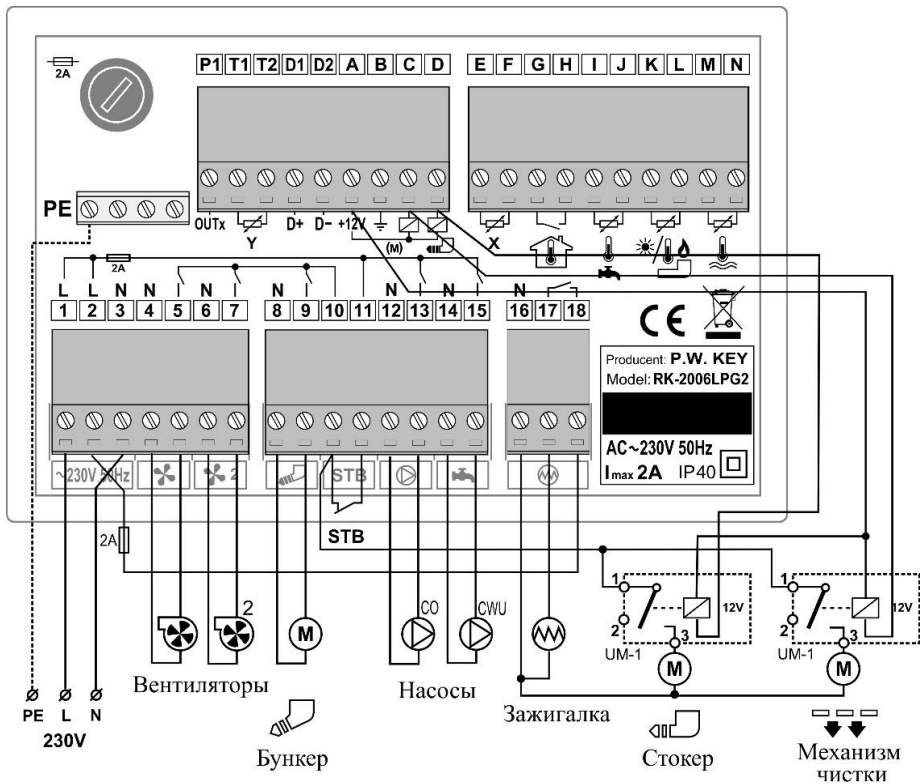 2A
P1 T1 T2 D1 D2 A B C D
E F G H I J K L M N
PE
OUTx Y D+ D- +12V (M)
X
2A
L L N N N N N N N
1 2 3 4 5 6 7
8 9 10 11 12 13 14 15
16 17 18
CE
Producent: P.W. KEY
Model: RK-2006LPG2
AC~230V 50Hz
I max 2A IP40
~230V 50Hz
2
STB
STB
2A
1 12V
2
3
UM-1
1 12V
2
3
UM-1
2
M
CO
CWU
M
M
Вентиляторы
Насосы
Зажигалка
PE L N
230V
Бункер
Стокер
Механизм
чистки